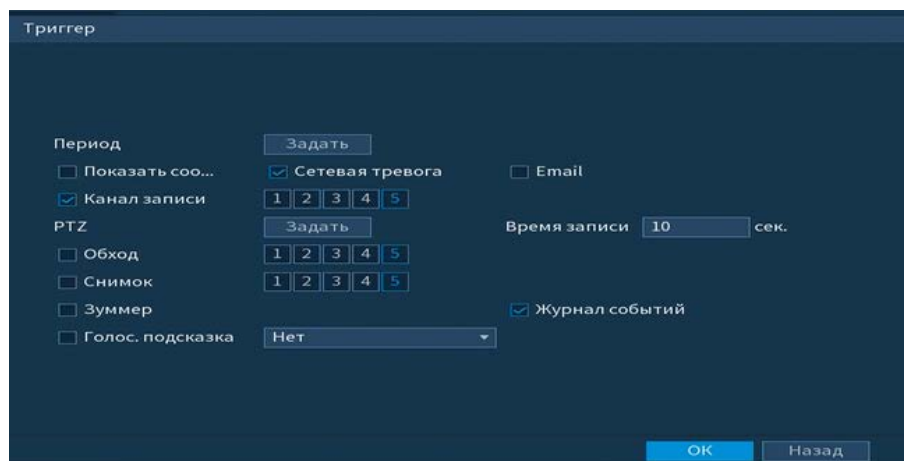 Триггер
Период Задать
Показать соо... Сетевая тревога Email
Канал записи 1 2 3 4 5
PTZ Задать Время записи 10 сек.
Обход 1 2 3 4 5
Снимок 1 2 3 4 5
Зуммер Журнал событий
Голос. подсказка Нет
OK Назад